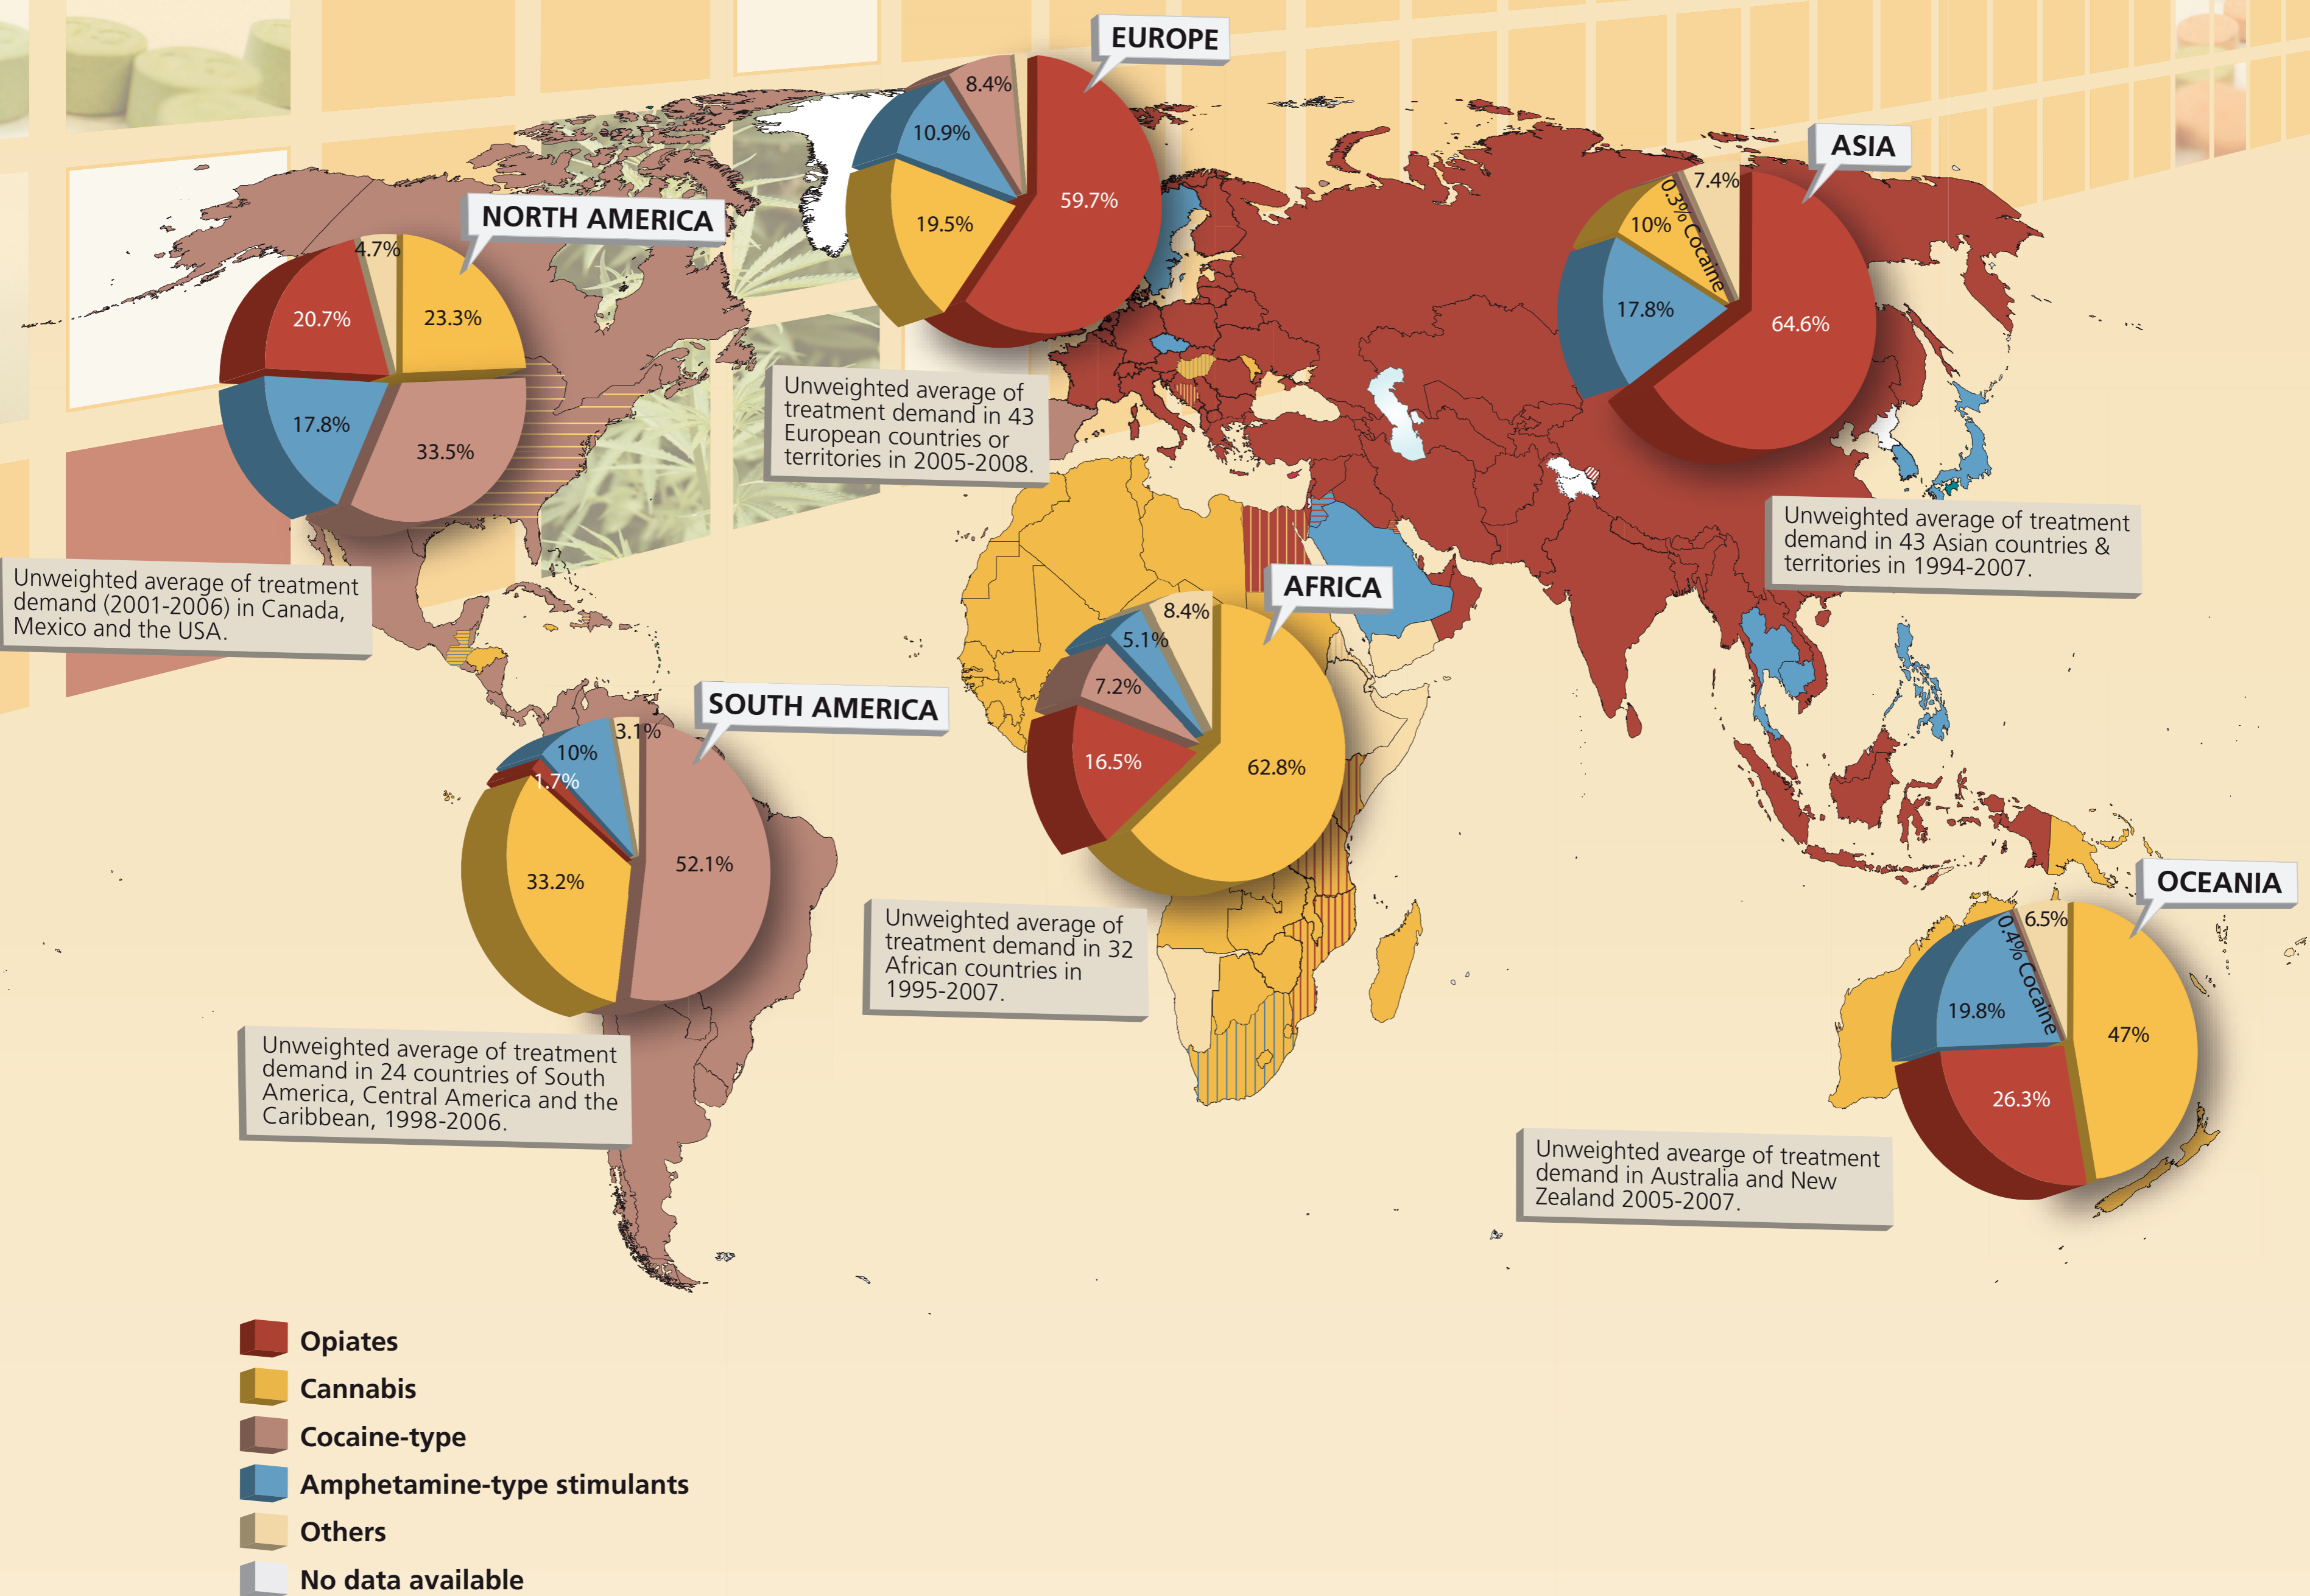 EUROPE
8.4%
10.9%
59.7%
19.5%
Unweighted average of
treatment demand in 43
European countries or
territories in 2005-2008.
ASIA
7.4%
0.3% Cocaine
10%
17.8%
64.6%
Unweighted average of treatment
demand in 43 Asian countries &
territories in 1994-2007.
NORTH AMERICA
4.7%
20.7%
23.3%
17.8%
33.5%
Unweighted average of treatment
demand (2001-2006) in Canada,
Mexico and the USA.
AFRICA
8.4%
5.1%
7.2%
16.5%
62.8%
Unweighted average of
treatment demand in 32
African countries in
1995-2007.
SOUTH AMERICA
3.1%
10%
1.7%
52.1%
33.2%
Unweighted average of treatment
demand in 24 countries of South
America, Central America and the
Caribbean, 1998-2006.
OCEANIA
6.5%
0.4% Cocaine
19.8%
47%
26.3%
Unweighted avearge of treatment
demand in Australia and New
Zealand 2005-2007.
Opiates
Cannabis
Cocaine-type
Amphetamine-type stimulants
Others
No data available